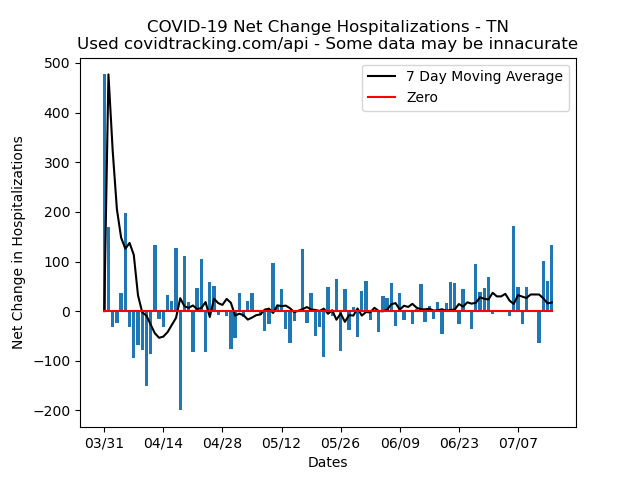 COVID-19 Net Change Hospitalizations - TN
Used covidtracking.com/api - Some data may be innacurate
7 Day Moving Average
Zero
Net Change in Hospitalizations
500
400
300
200
100
0
−100
−200
03/31 04/14 04/28 05/12 05/26 06/09 06/23 07/07
Dates